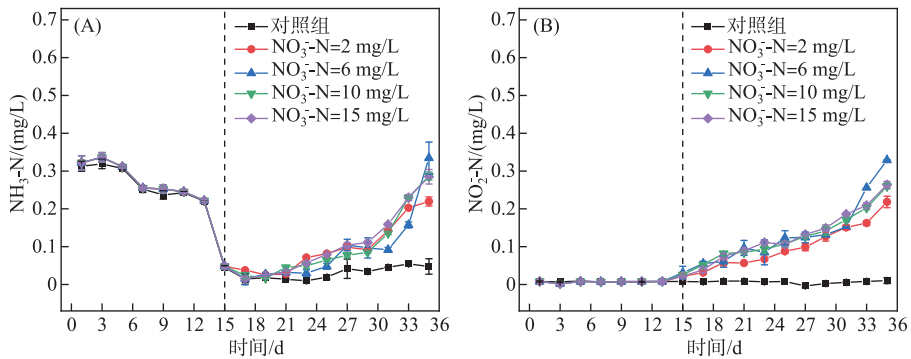 (A)
对照组
NO₃⁻-N=2 mg/L
NO₃⁻-N=6 mg/L
NO₃⁻-N=10 mg/L
NO₃⁻-N=15 mg/L
NH₃-N/(mg/L)
0.7
0.6
0.5
0.4
0.3
0.2
0.1
0
0 3 6 9 12 15 18 21 24 27 30 33 36
时间/d
(B)
对照组
NO₃⁻-N=2 mg/L
NO₃⁻-N=6 mg/L
NO₃⁻-N=10 mg/L
NO₃⁻-N=15 mg/L
NO₂⁻-N/(mg/L)
0.7
0.6
0.5
0.4
0.3
0.2
0.1
0
0 3 6 9 12 15 18 21 24 27 30 33 36
时间/d